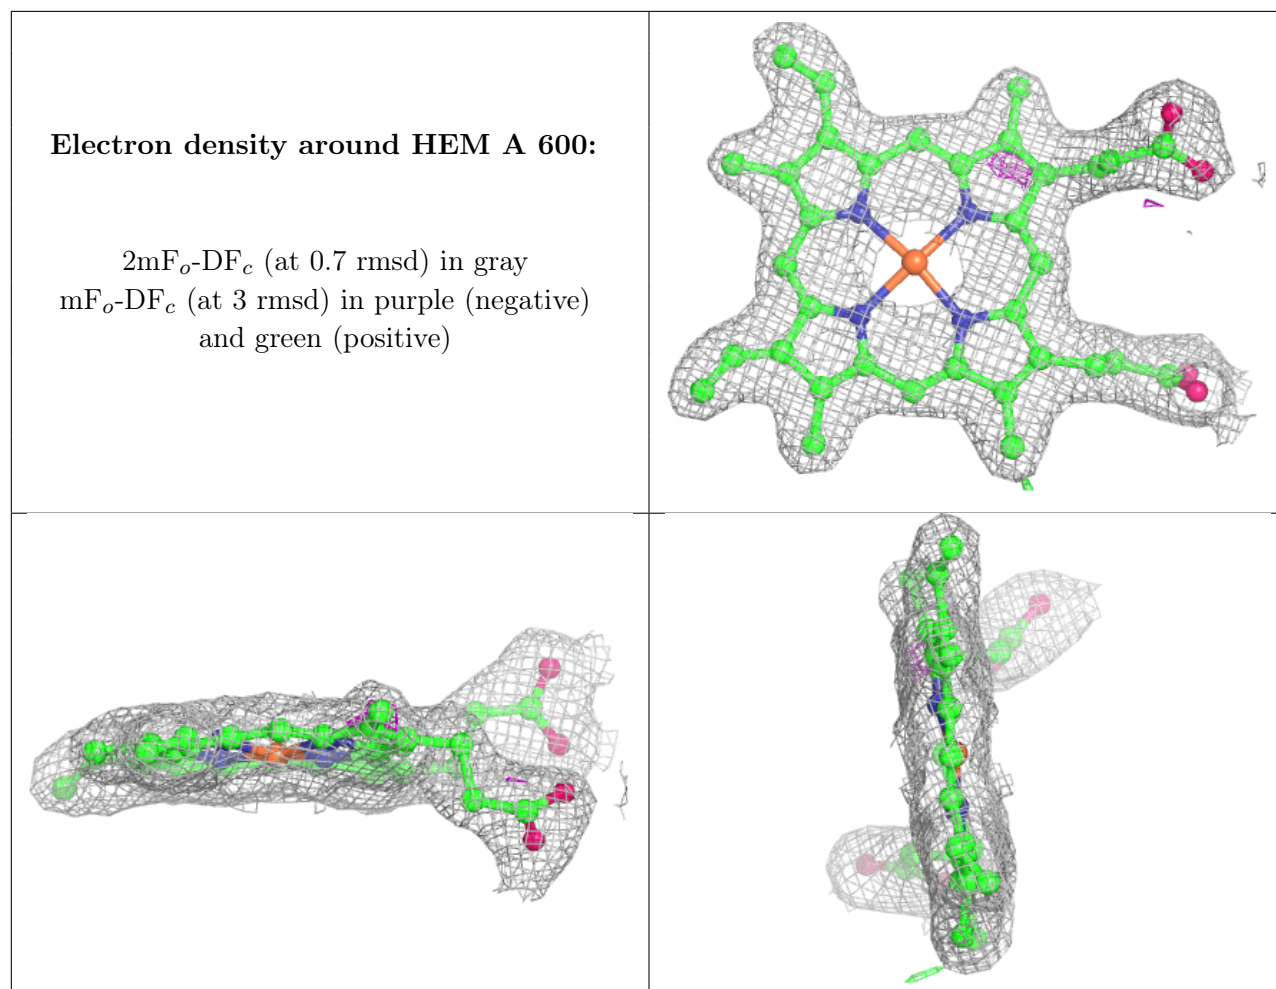 Electron density around HEM A 600:
2mFₒ-DF𝑐 (at 0.7 rmsd) in gray
mFₒ-DF𝑐 (at 3 rmsd) in purple (negative)
and green (positive)